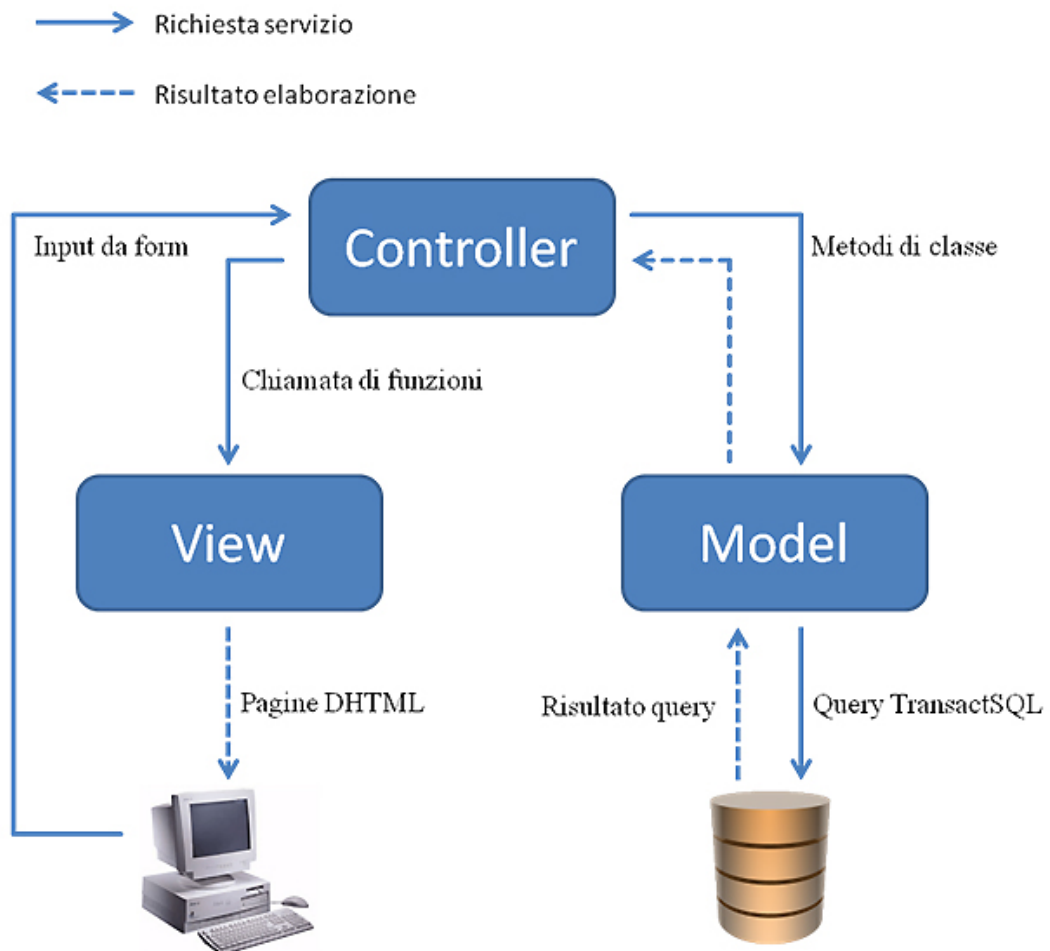 Richiesta servizio
Risultato elaborazione
Controller
Input da form
Metodi di classe
Chiamata di funzioni
View
Model
Pagine DHTML
Risultato query
Query TransactSQL